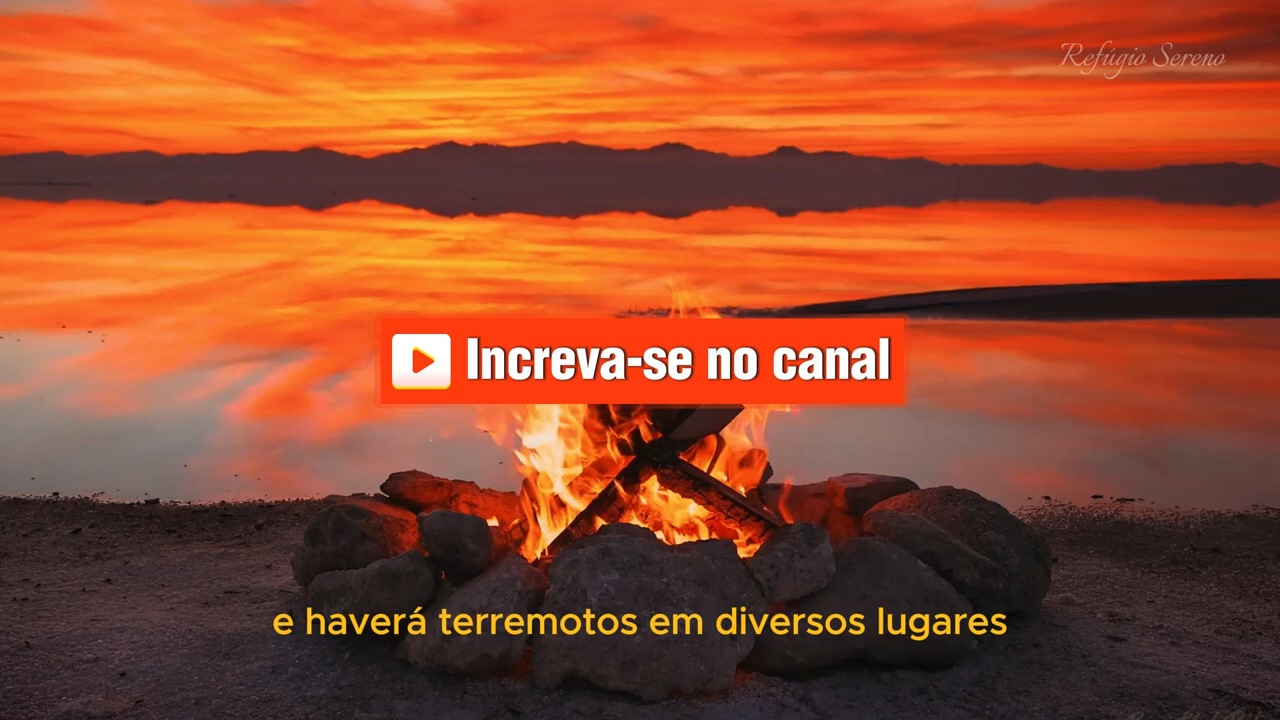 Refúgio Sereno
Increva-se no canal
e haverá terremotos em diversos lugares